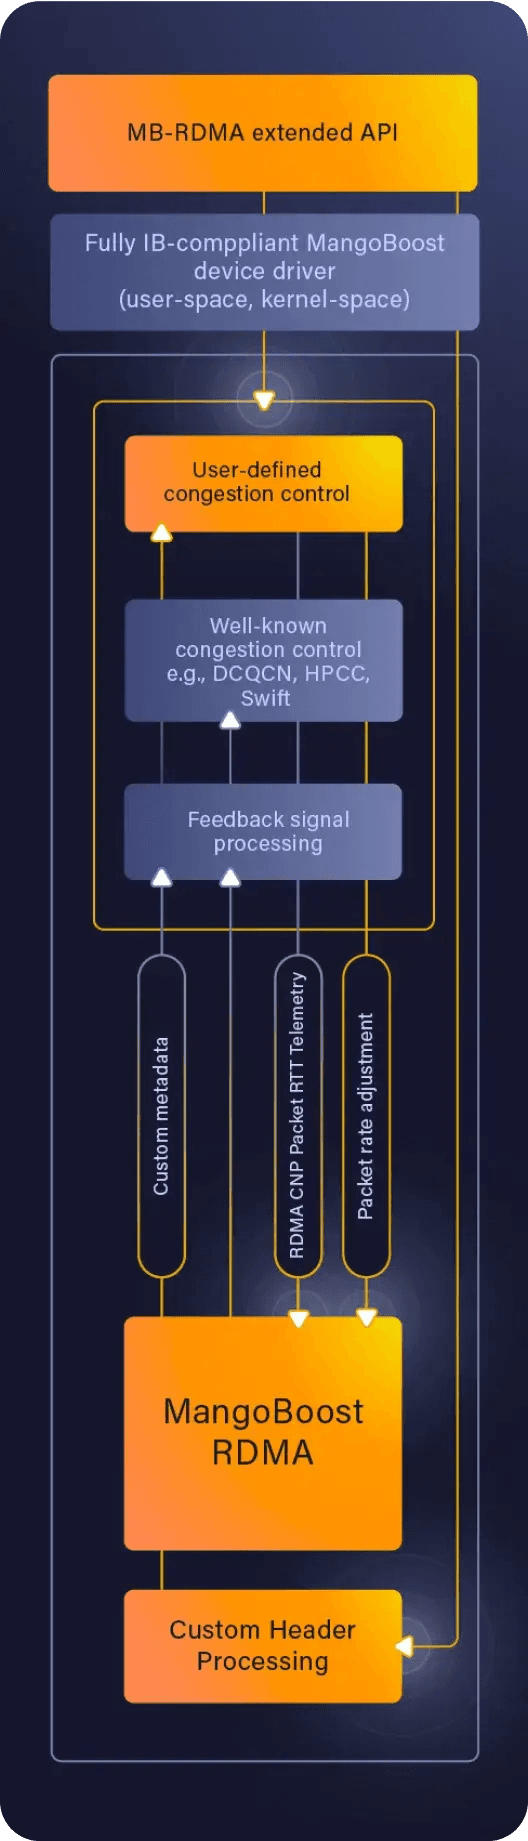 MB-RDMA extended API
Fully IB-comppliant MangoBoost
device driver
(user-space, kernel-space)
User-defined
congestion control
Well-known
congestion control
e.g., DCQCN, HPCC,
Swift
Feedback signal
processing
Custom metadata
RDMA CNP Packet RTT Telemetry
Packet rate adjustment
MangoBoost
RDMA
Custom Header
Processing